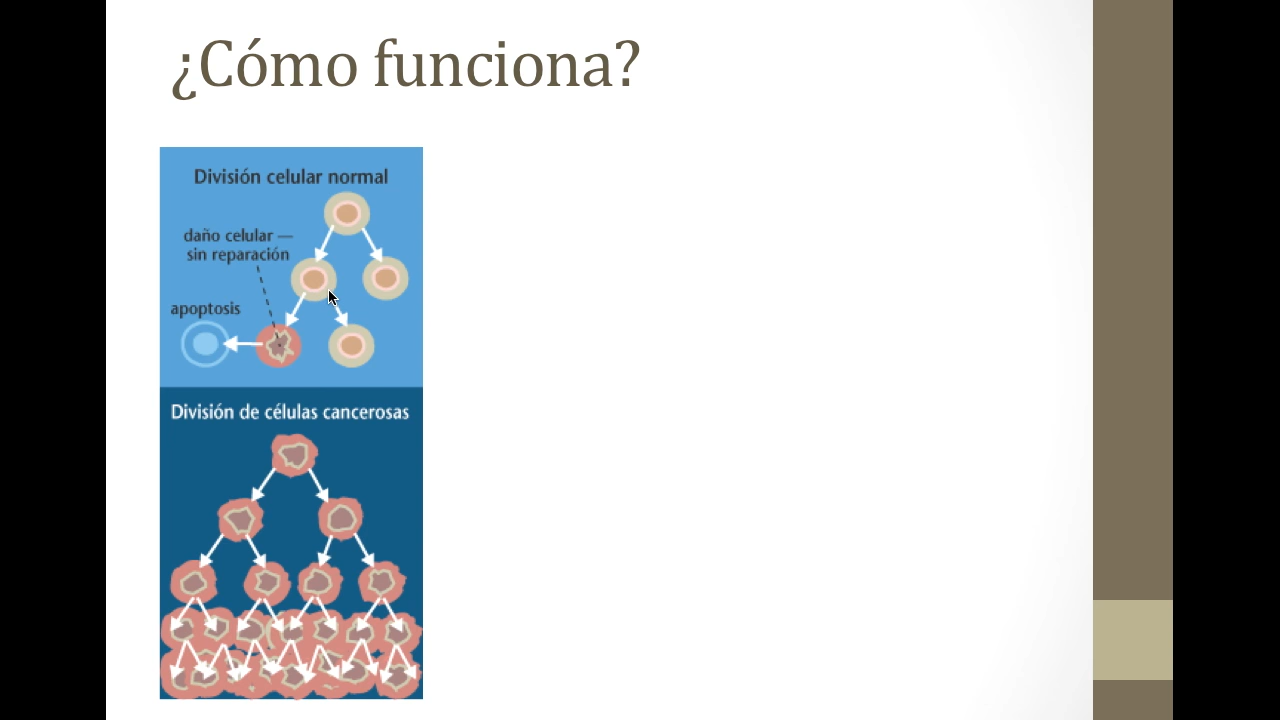 ¿Cómo funciona?
División celular normal
daño celular —
sin reparación
apoptosis
División de células cancerosas